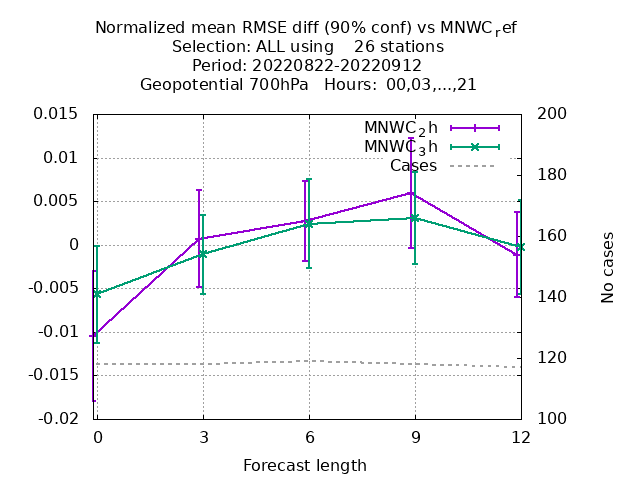 Normalized mean RMSE diff (90% conf) vs MNWC_ref
Selection: ALL using 26 stations
Period: 20220822-20220912
Geopotential 700hPa Hours: 00,03,...,21
MNWC_2h
MNWC_3h
Cases
0.015
0.01
0.005
0
-0.005
-0.01
-0.015
-0.02
200
180
160
140
120
100
No cases
0 3 6 9 12
Forecast length